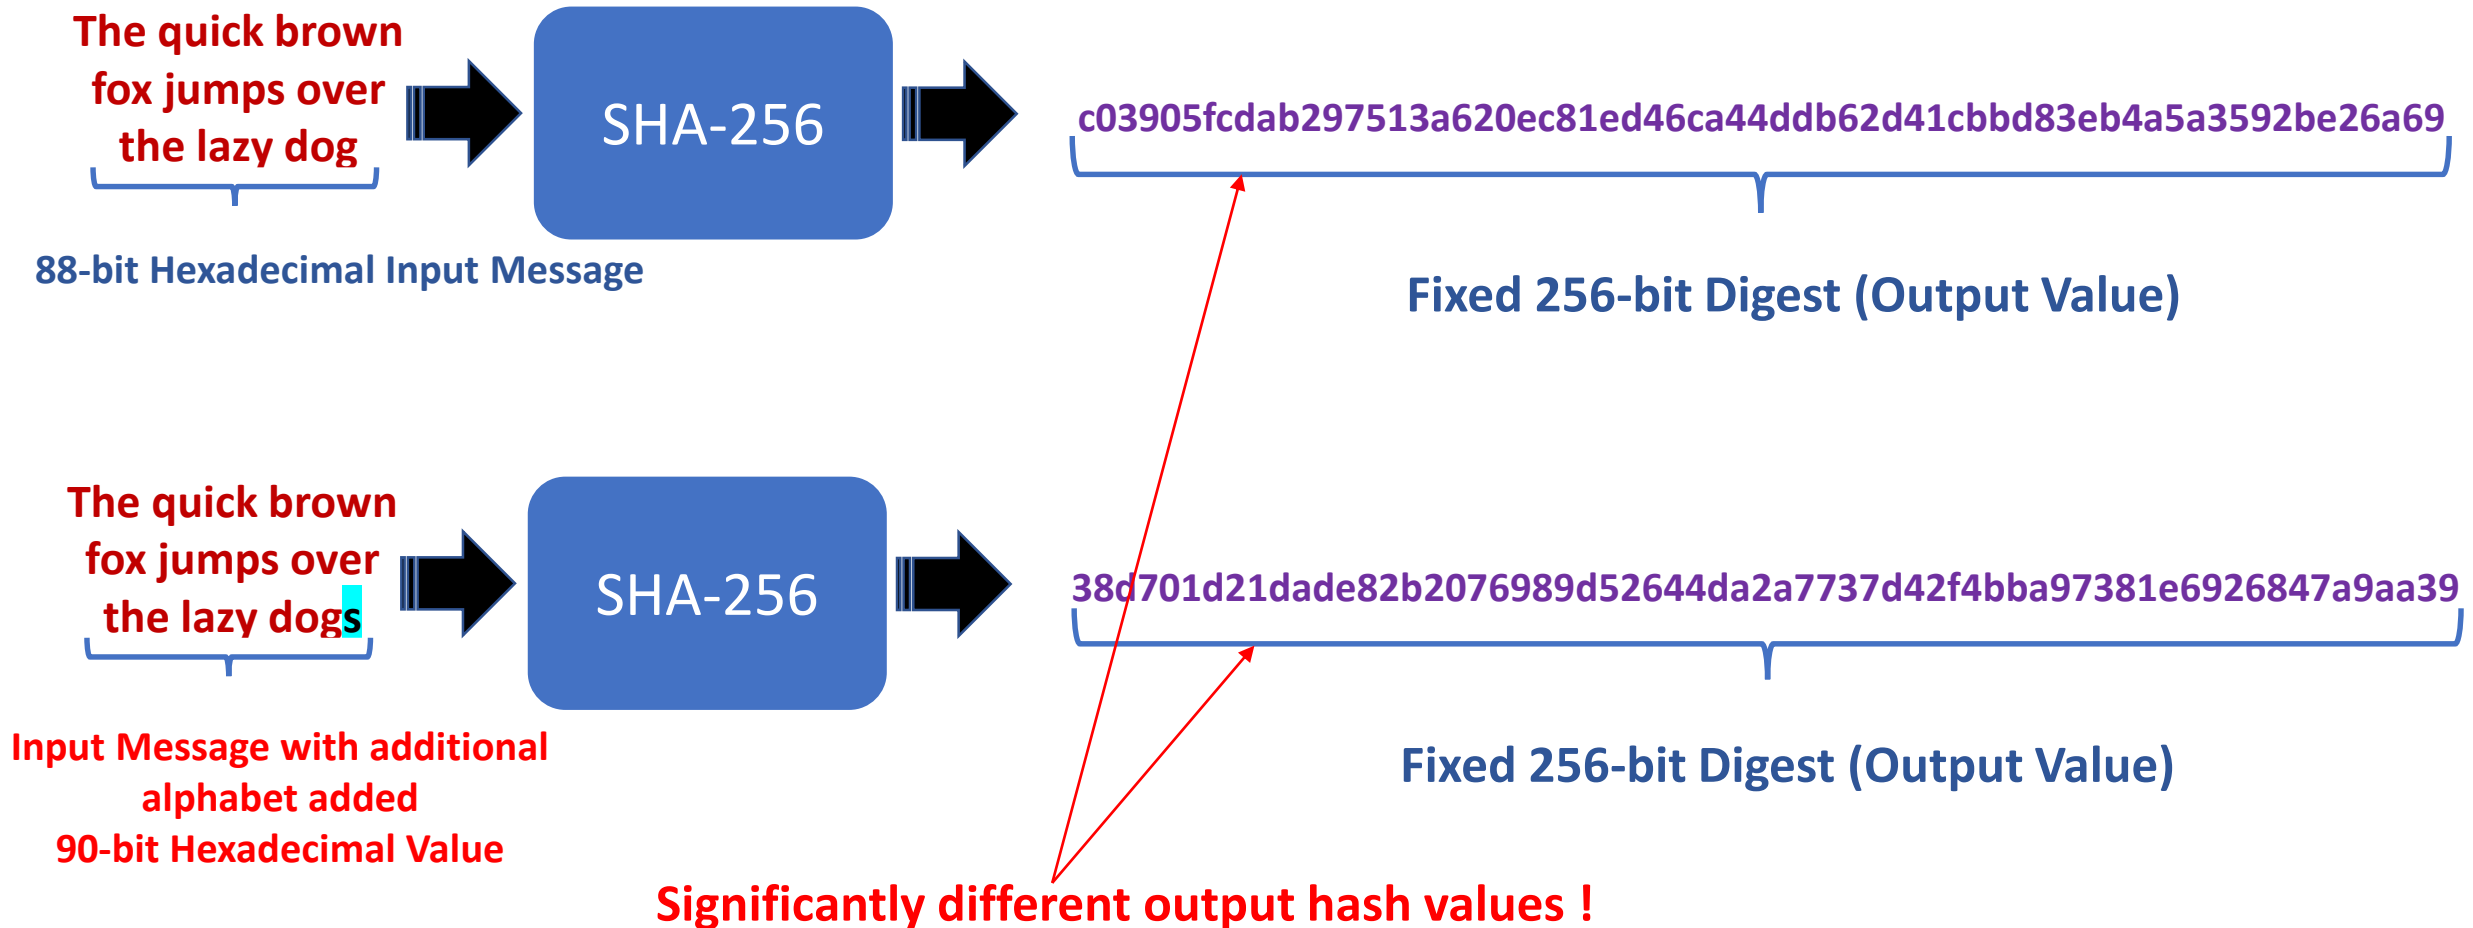 The quick brown
fox jumps over
the lazy dog
SHA-256
c03905fcdab297513a620ec81ed46ca44ddb62d41cbbd83eb4a5a3592be26a69
88-bit Hexadecimal Input Message
Fixed 256-bit Digest (Output Value)
The quick brown
fox jumps over
the lazy dogs
SHA-256
38d701d21dade82b2076989d52644da2a7737d42f4bba97381e6926847a9aa39
Input Message with additional
alphabet added
90-bit Hexadecimal Value
Fixed 256-bit Digest (Output Value)
Significantly different output hash values !